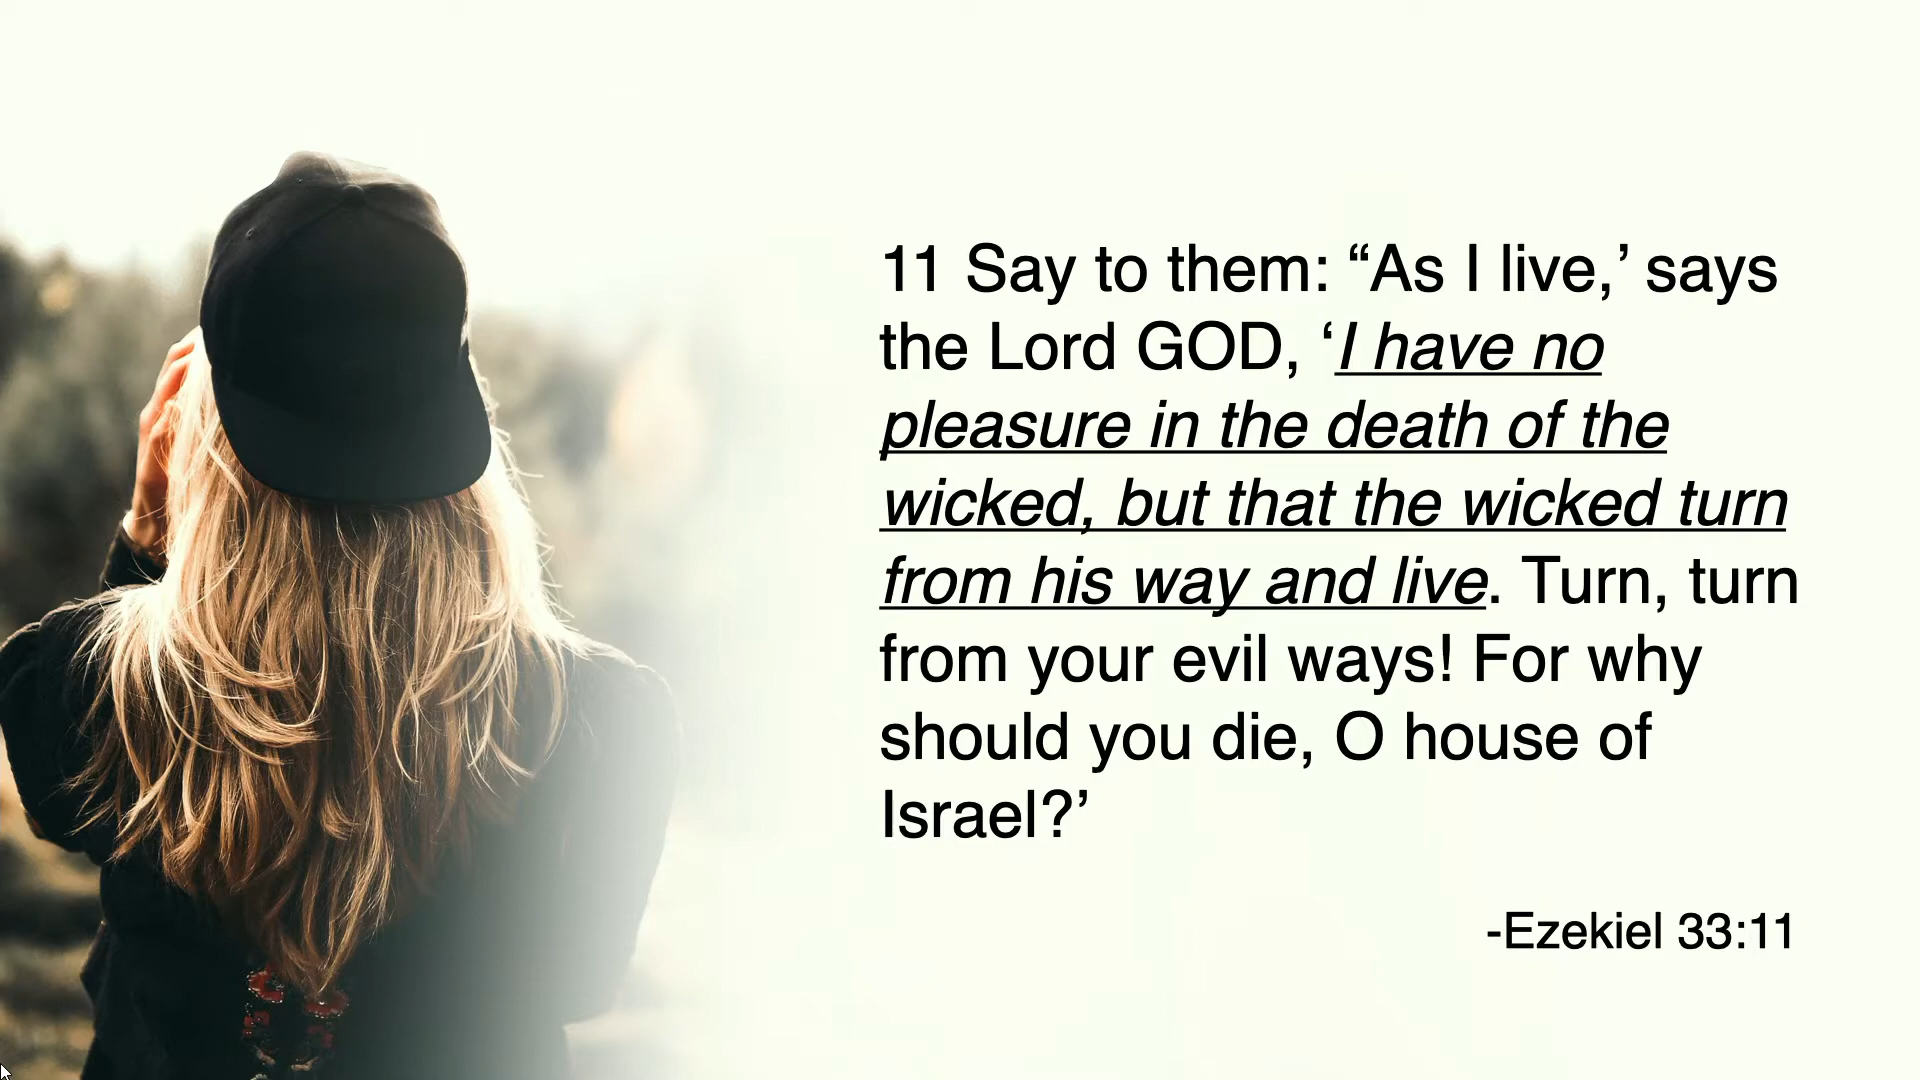 11 Say to them: “As I live,’ says
the Lord GOD, ‘I have no
pleasure in the death of the
wicked, but that the wicked turn
from his way and live. Turn, turn
from your evil ways! For why
should you die, O house of
Israel?’
-Ezekiel 33:11